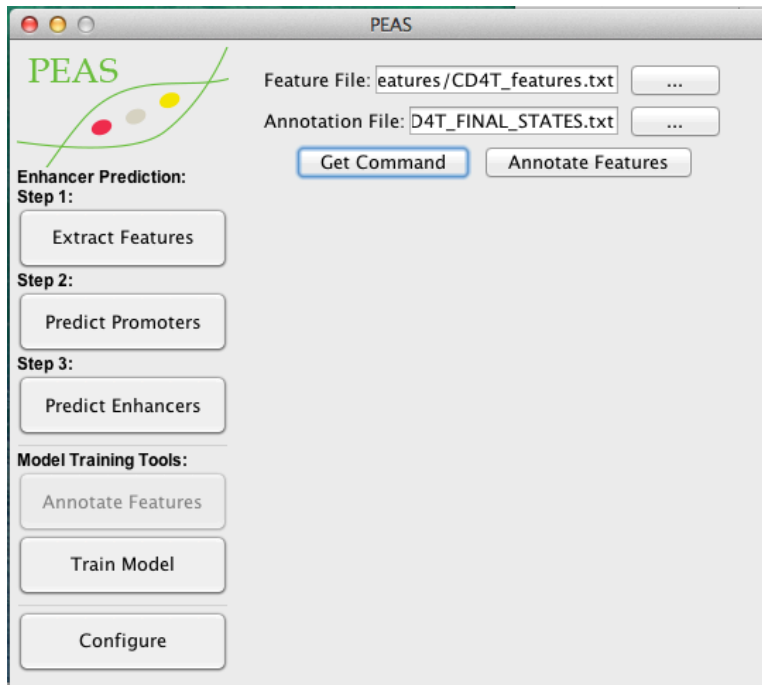 PEAS
PEAS
Enhancer Prediction:
Step 1:
Extract Features
Step 2:
Predict Promoters
Step 3:
Predict Enhancers
Model Training Tools:
Annotate Features
Train Model
Configure
Feature File: eatures/CD4T_features.txt ...
Annotation File: D4T_FINAL_STATES.txt ...
Get Command Annotate Features